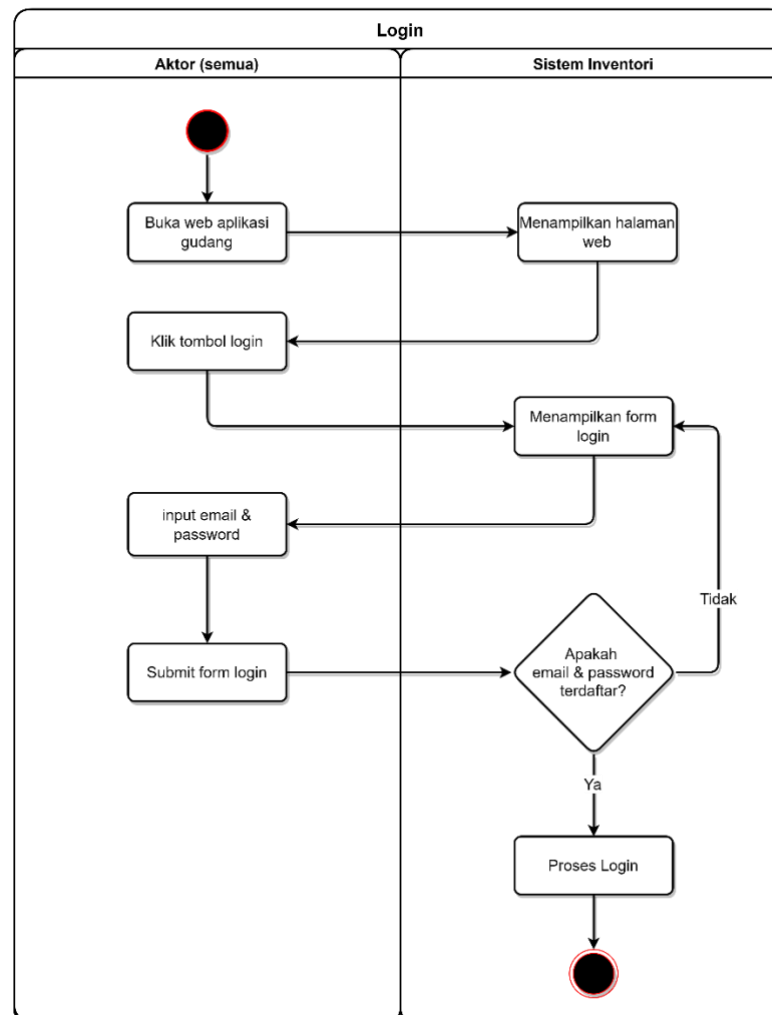 Login
Aktor (semua)
Sistem Inventori
Buka web aplikasi
gudang
Menampilkan halaman
web
Klik tombol login
Menampilkan form
login
input email &
password
Tidak
Submit form login
Apakah
email & password
terdaftar?
Ya
Proses Login